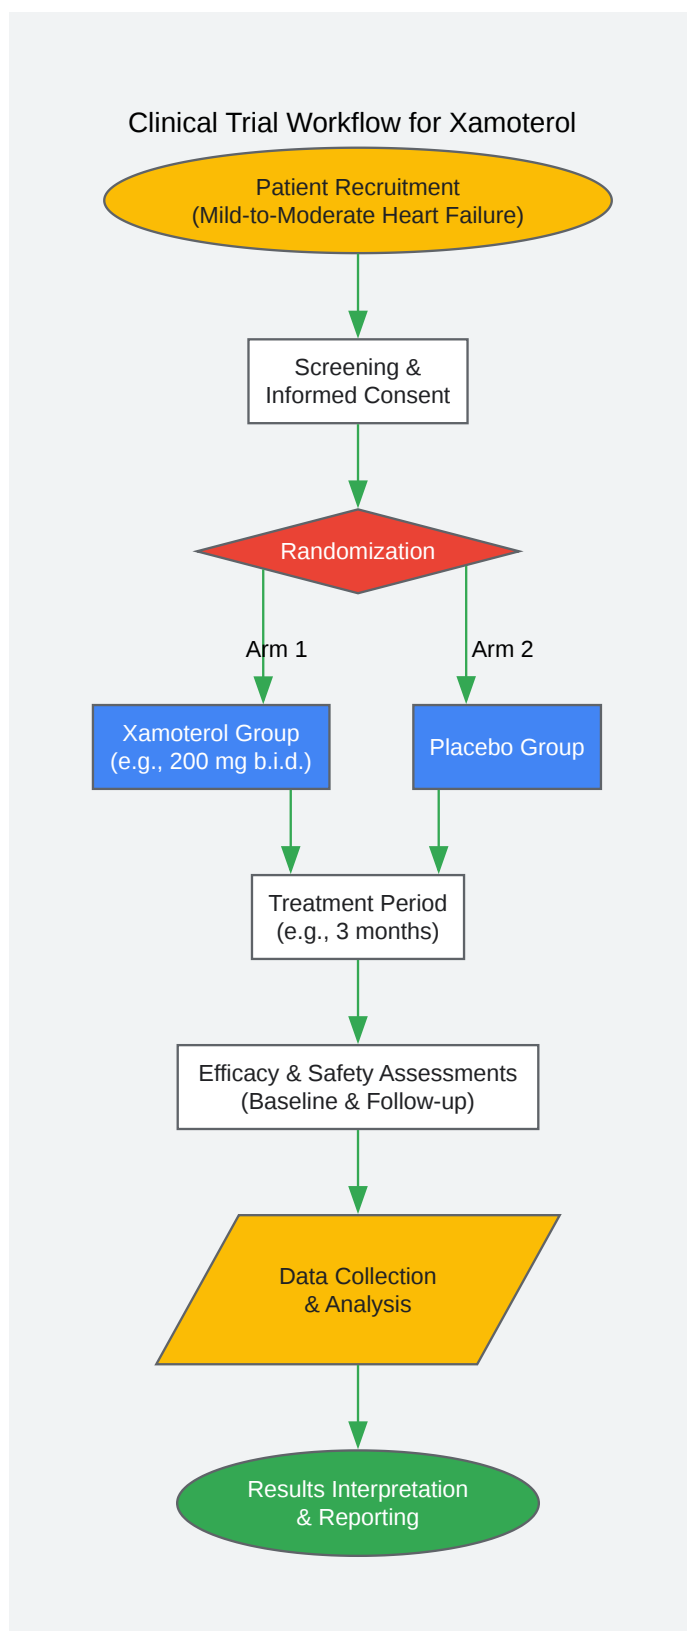 Clinical Trial Workflow for Xamoterol
Patient Recruitment
(Mild-to-Moderate Heart Failure)
Screening &
Informed Consent
Randomization
Arm 1
Arm 2
Xamoterol Group
(e.g., 200 mg b.i.d.)
Placebo Group
Treatment Period
(e.g., 3 months)
Efficacy & Safety Assessments
(Baseline & Follow-up)
Data Collection
& Analysis
Results Interpretation
& Reporting